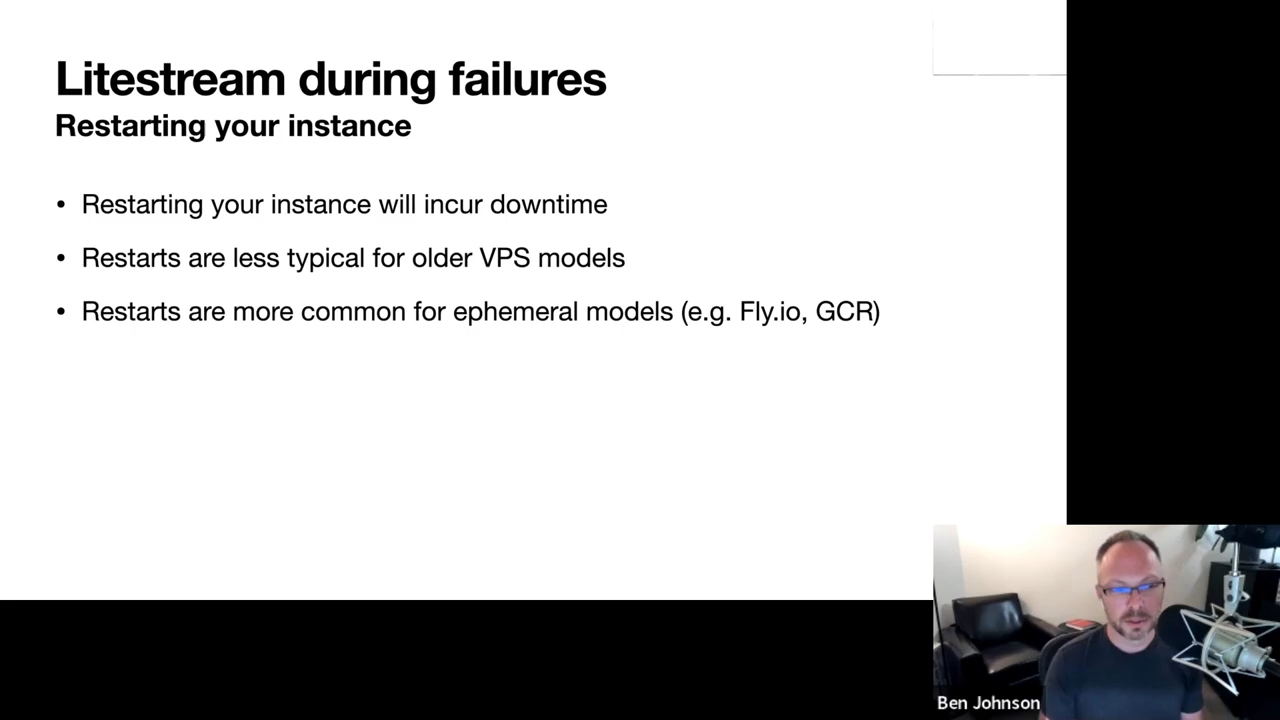 Litestream during failures
Restarting your instance
• Restarting your instance will incur downtime
• Restarts are less typical for older VPS models
• Restarts are more common for ephemeral models (e.g. Fly.io, GCR)
Ben Johnson